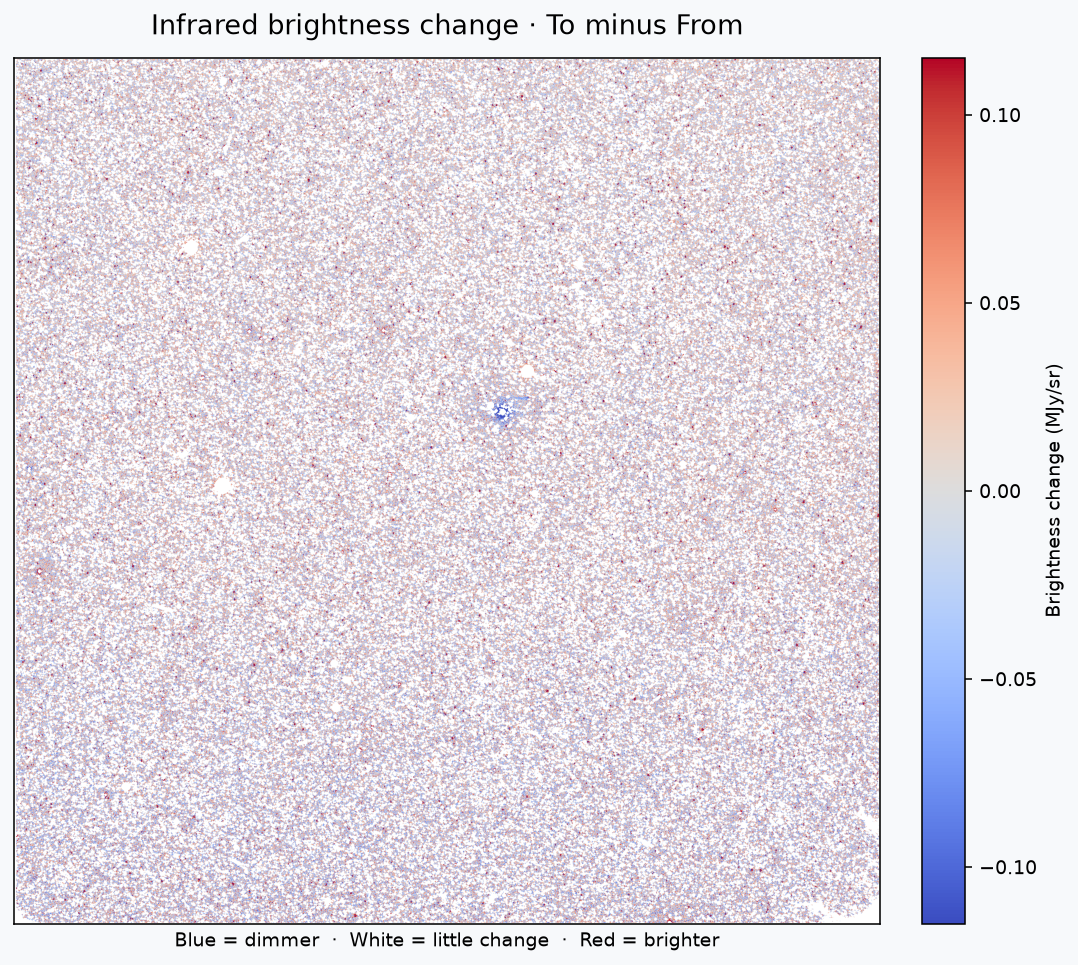 Infrared brightness change · To minus From
0.10
0.05
0.00
−0.05
−0.10
Brightness change (MJy/sr)
Blue = dimmer · White = little change · Red = brighter